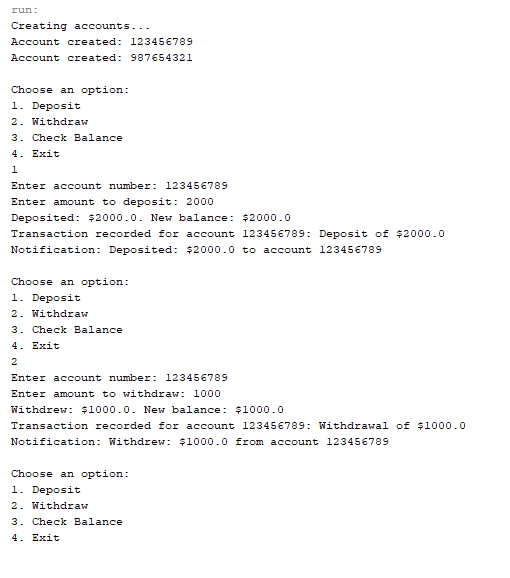 run:
Creating accounts...
Account created: 123456789
Account created: 987654321
Choose an option:
1. Deposit
2. Withdraw
3. Check Balance
4. Exit
1
Enter account number: 123456789
Enter amount to deposit: 2000
Deposited: $2000.0. New balance: $2000.0
Transaction recorded for account 123456789: Deposit of $2000.0
Notification: Deposited: $2000.0 to account 123456789
Choose an option:
1. Deposit
2. Withdraw
3. Check Balance
4. Exit
2
Enter account number: 123456789
Enter amount to withdraw: 1000
Withdrew: $1000.0. New balance: $1000.0
Transaction recorded for account 123456789: Withdrawal of $1000.0
Notification: Withdrew: $1000.0 from account 123456789
Choose an option:
1. Deposit
2. Withdraw
3. Check Balance
4. Exit